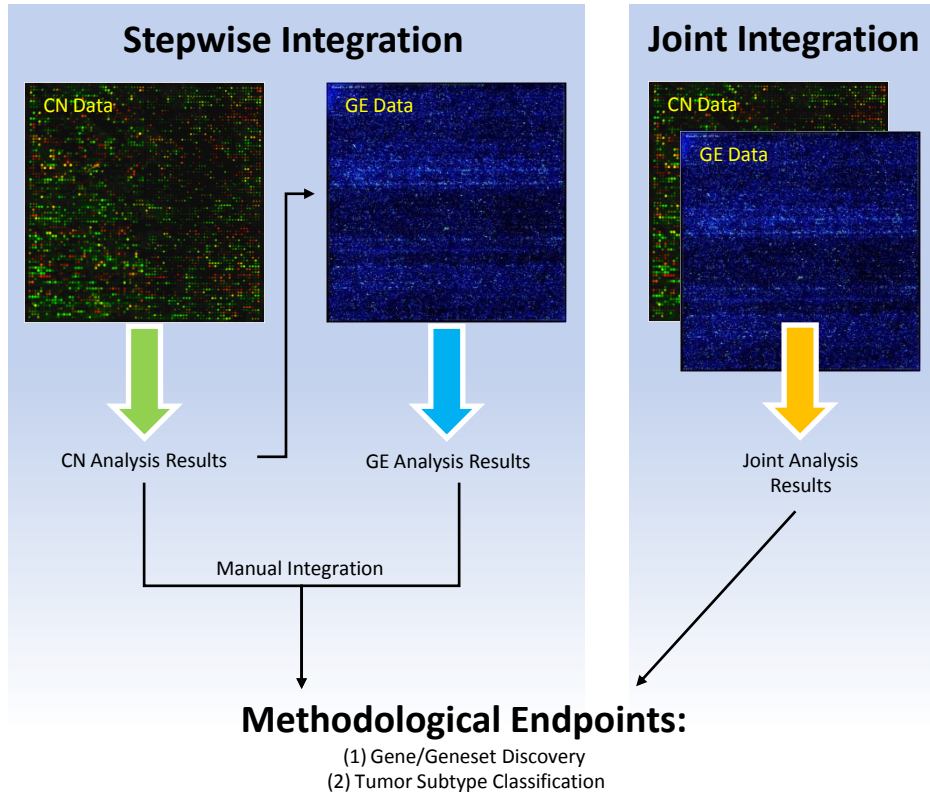 Stepwise Integration
CN Data
GE Data
CN Analysis Results
GE Analysis Results
Manual Integration
Joint Integration
CN Data
GE Data
Joint Analysis
Results
Methodological Endpoints:
(1) Gene/Geneset Discovery
(2) Tumor Subtype Classification